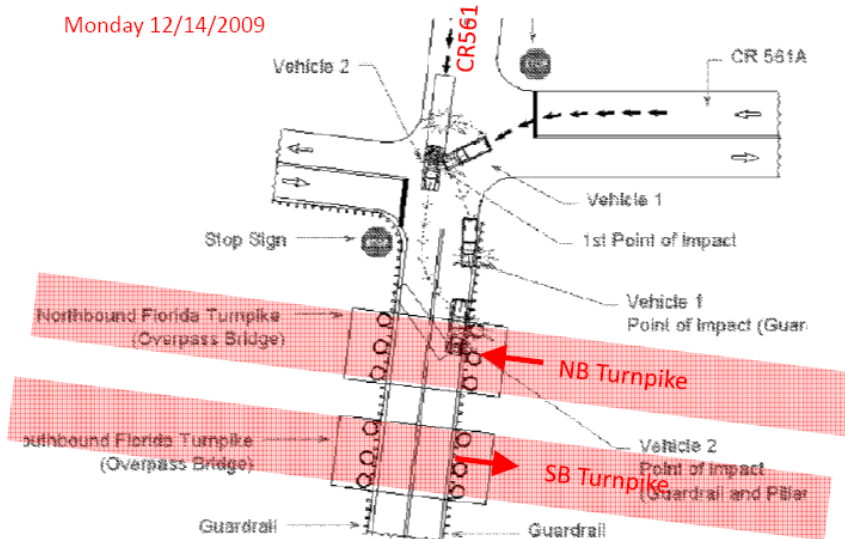 Monday 12/14/2009
CR561
Vehicle 2
CR 561A
Vehicle 1
Stop Sign
1st Point of Impact
Vehicle 1
Point of Impact (Guar
Northbound Florida Turnpike
(Overpass Bridge)
NB Turnpike
outhbound Florida Turnpike
(Overpass Bridge)
Vehicle 2
Point of Impact
(Guardrail and Pillar
SB Turnpike
Guardrail
Guardrail